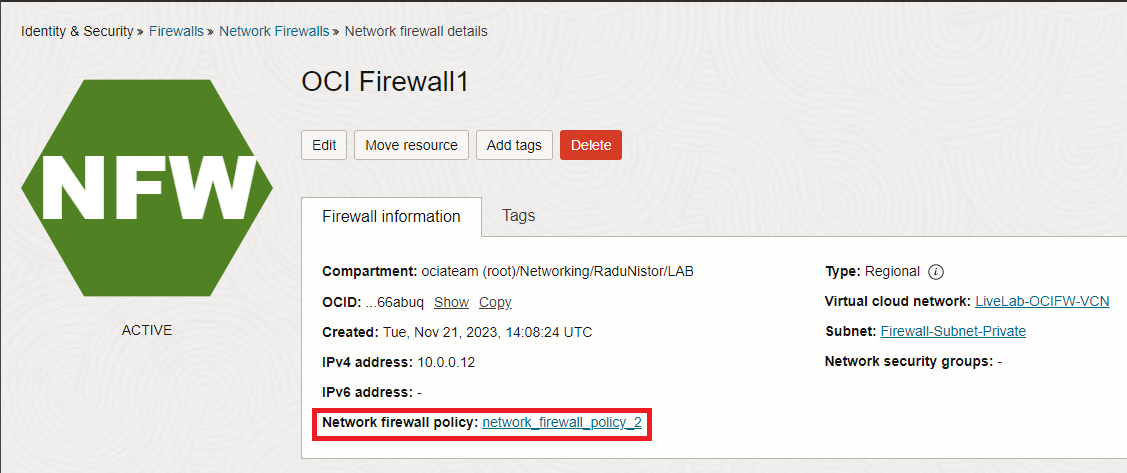 Identity & Security » Firewalls » Network Firewalls » Network firewall details
NFW
ACTIVE
OCI Firewall1
Edit Move resource Add tags Delete
Firewall information Tags
Compartment: ociateam (root)/Networking/RaduNistor/LAB
OCID: ...66abuq Show Copy
Created: Tue, Nov 21, 2023, 14:08:24 UTC
IPv4 address: 10.0.0.12
IPv6 address: -
Network firewall policy: network_firewall_policy_2
Type: Regional i
Virtual cloud network: LiveLab-OCIFW-VCN
Subnet: Firewall-Subnet-Private
Network security groups: -